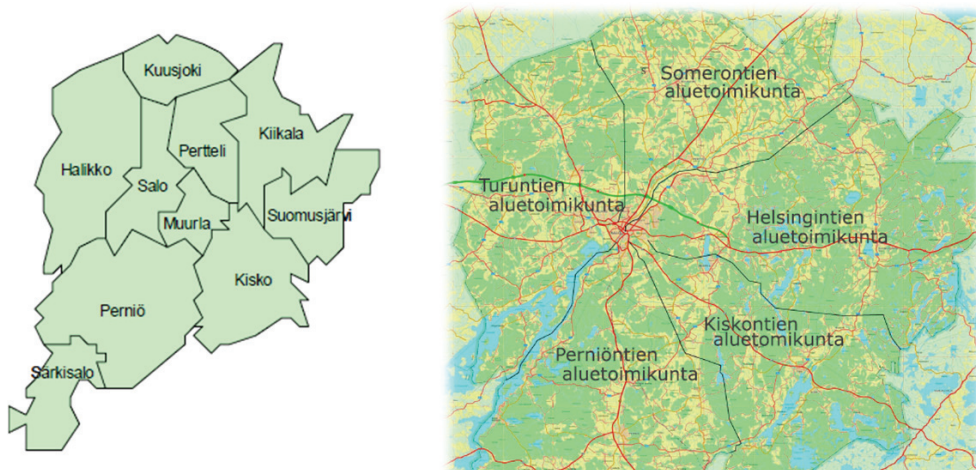 Kuusjoki
Kiikala
Pertteli
Halikko
Salo
Muurla
Suomusjärvi
Kisko
Perniö
Särkisalo
Somerontien
aluetoimikunta
Turuntien
aluetoimikunta
Helsingintien
aluetoimikunta
Kiskontien
aluetomikunta
Perniöntien
aluetoimikunta